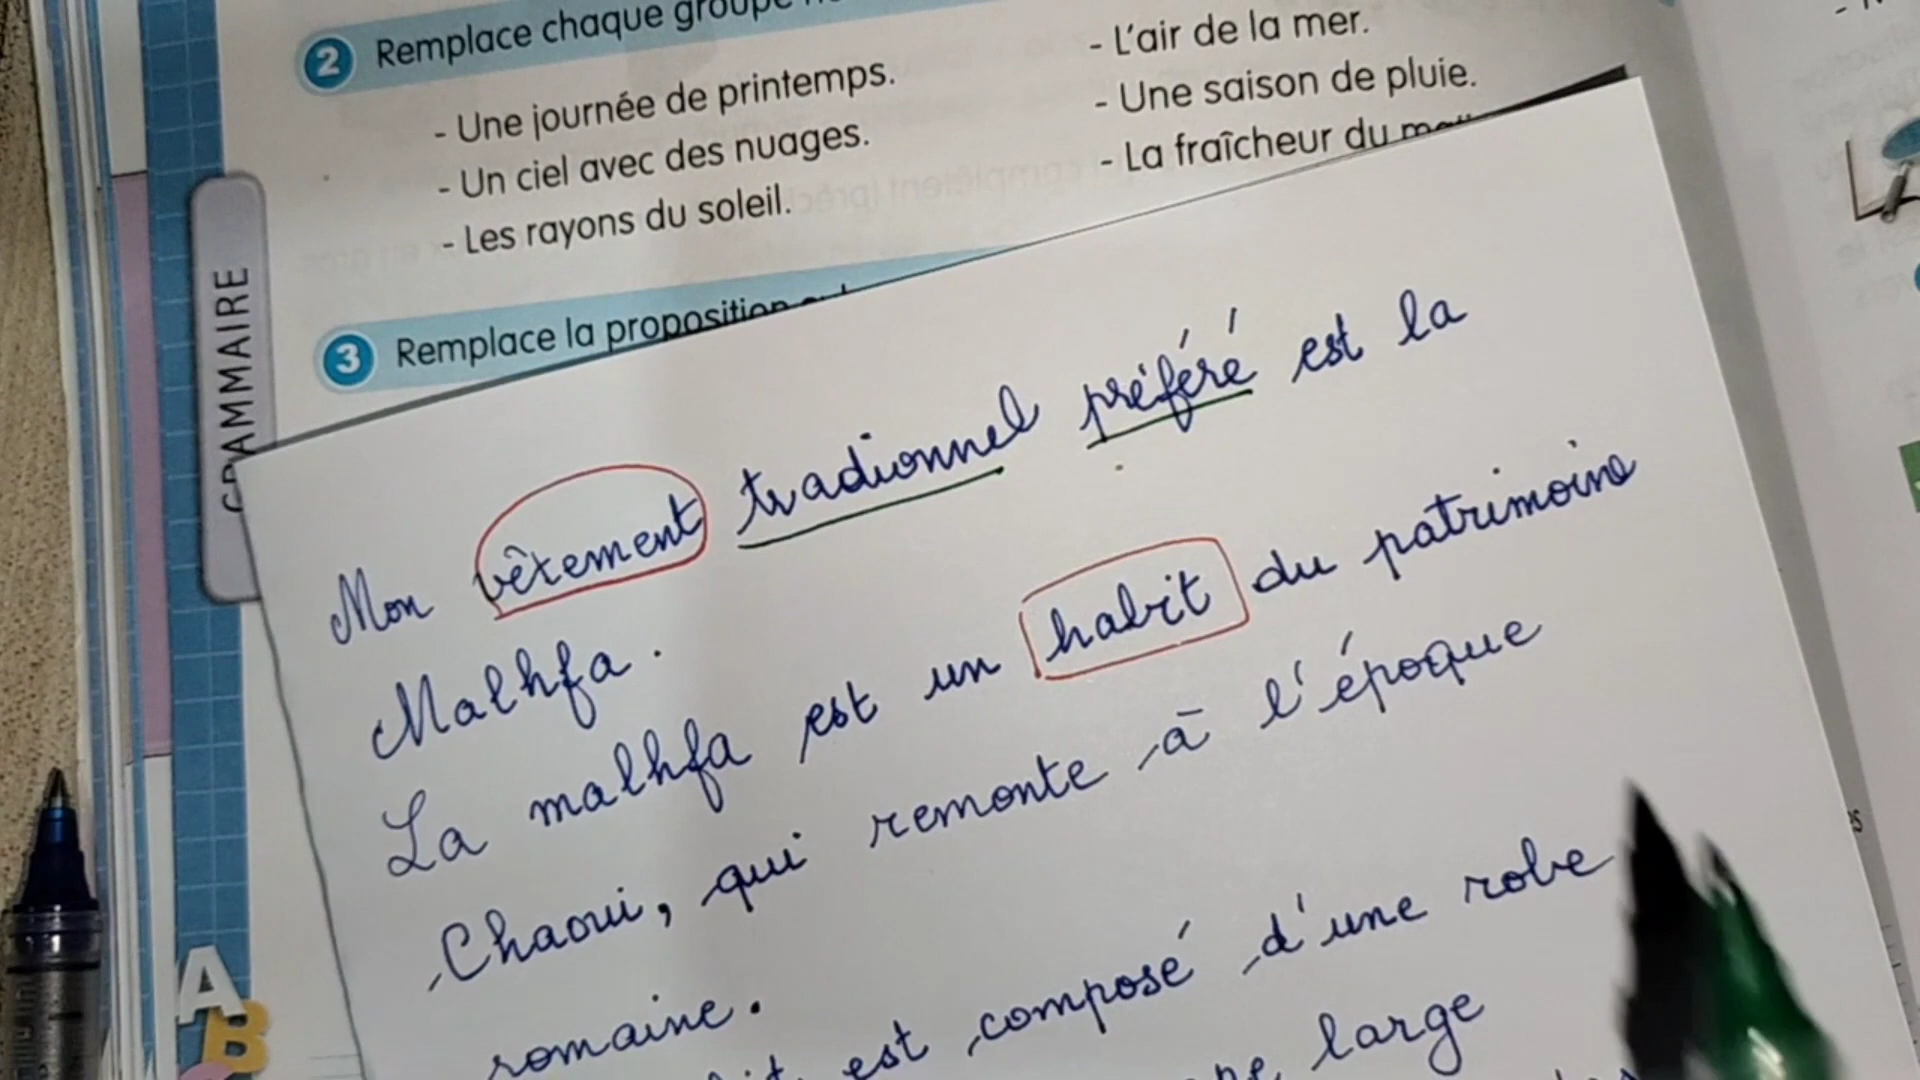 2 Remplace chaque groupe
- Une journée de printemps.
- Un ciel avec des nuages.
- Les rayons du soleil.
- L'air de la mer.
- Une saison de pluie.
- La fraîcheur du
3 Remplace la proposition
GRAMMAIRE
Mon vêtement tradionnel préféré est la
Malhfa.
La malhfa est un habit du patrimoine
Chaoui, qui remonte à l'époque
romaine.
est composé d'une robe
large
A
B